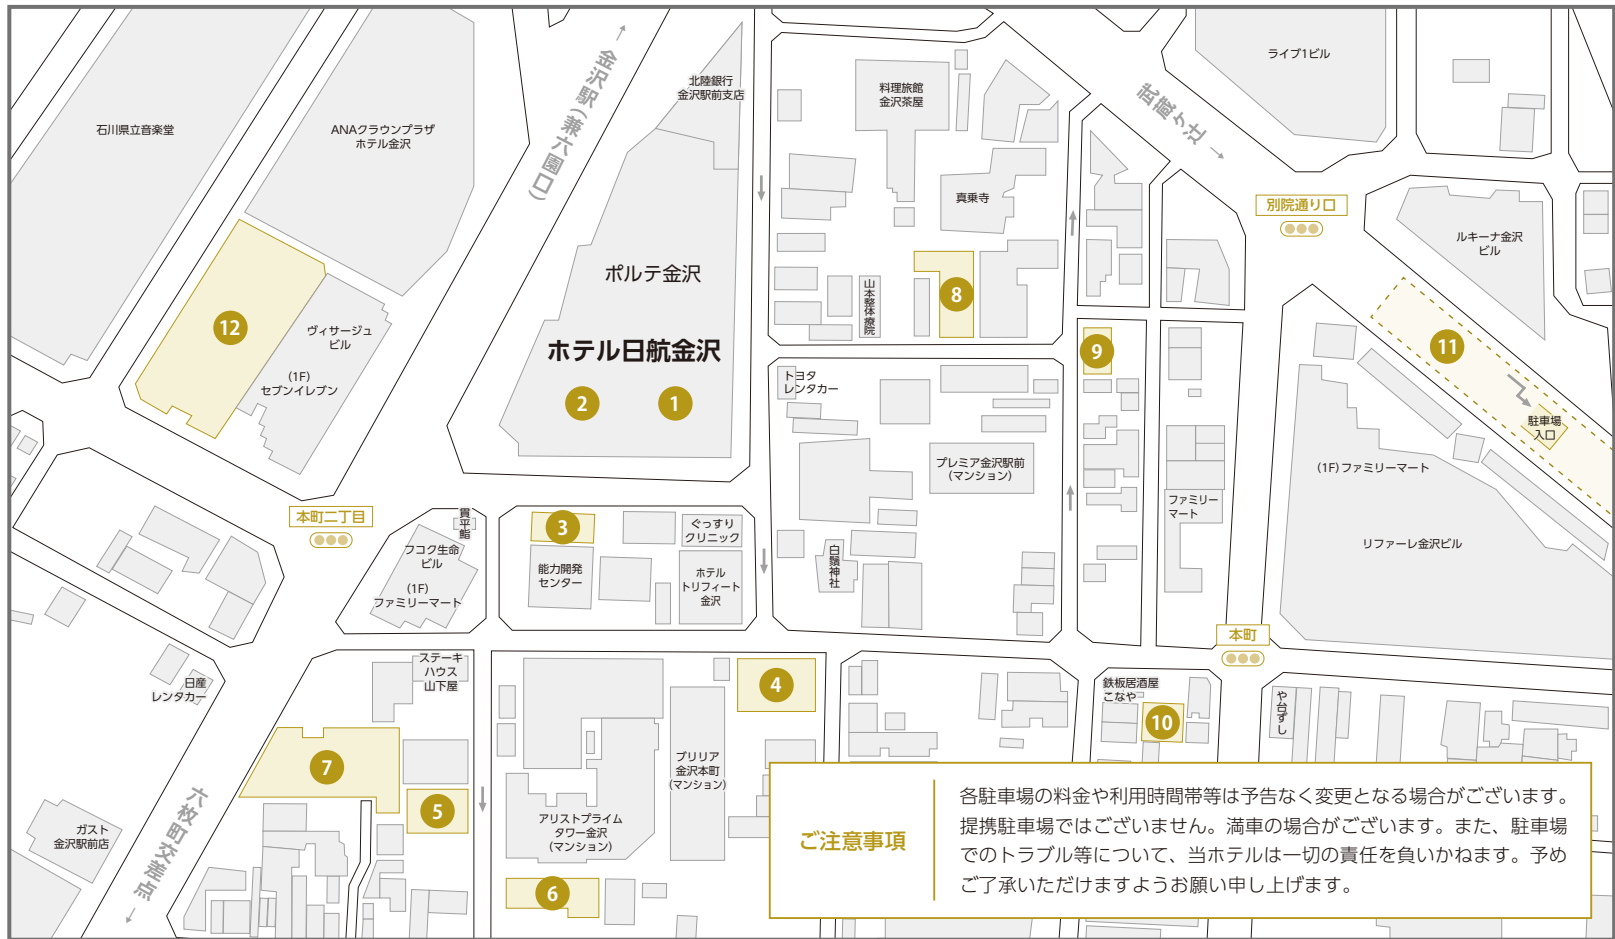 石川県立音楽堂
ANAクラウンプラザ
ホテル金沢
← 金沢駅(兼六園口)
北陸銀行
金沢駅前支店
料理旅館
金沢茶屋
武蔵ケ辻 →
ライブ1ビル
真乗寺
別院通り口
ルキーナ金沢
ビル
ポルテ金沢
ホテル日航金沢
2
1
12
ヴィサージュ
ビル
(1F)
セブンイレブン
山本整体療院
8
9
11
駐車場
入口
トヨタ
レンタカー
プレミア金沢駅前
(マンション)
(1F)ファミリーマート
ファミリー
マート
リファーレ金沢ビル
本町二丁目
貫平鮨
フコク生命
ビル
(1F)
ファミリーマート
3
能力開発
センター
ぐっすり
クリニック
ホテル
トリフィート
金沢
白鬚神社
本町
日産
レンタカー
ステーキ
ハウス
山下屋
4
鉄板居酒屋
こなや
10
や台ずし
7
5
ブリリア
金沢本町
(マンション)
アリストプライム
タワー金沢
(マンション)
6
ガスト
金沢駅前店
六枚町交差点
←
ご注意事項
各駐車場の料金や利用時間帯等は予告なく変更となる場合がございます。
提携駐車場ではございません。満車の場合がございます。また、駐車場
でのトラブル等について、当ホテルは一切の責任を負いかねます。予め
ご了承いただけますようお願い申し上げます。